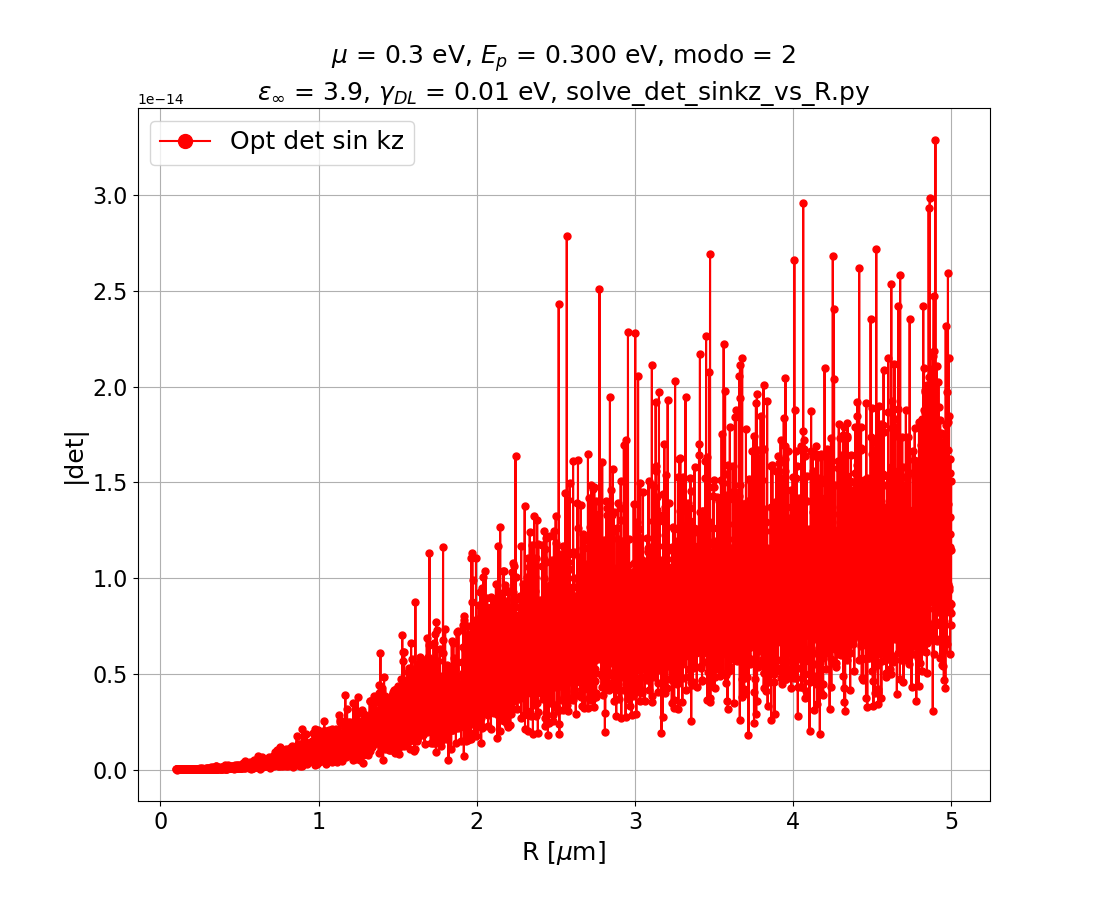 μ = 0.3 eV, Eₚ = 0.300 eV, modo = 2
ε∞ = 3.9, γ_DL = 0.01 eV, solve_det_sinkz_vs_R.py
1e−14
Opt det sin kz
3.0
2.5
2.0
1.5
1.0
0.5
0.0
|det|
0 1 2 3 4 5
R [μm]